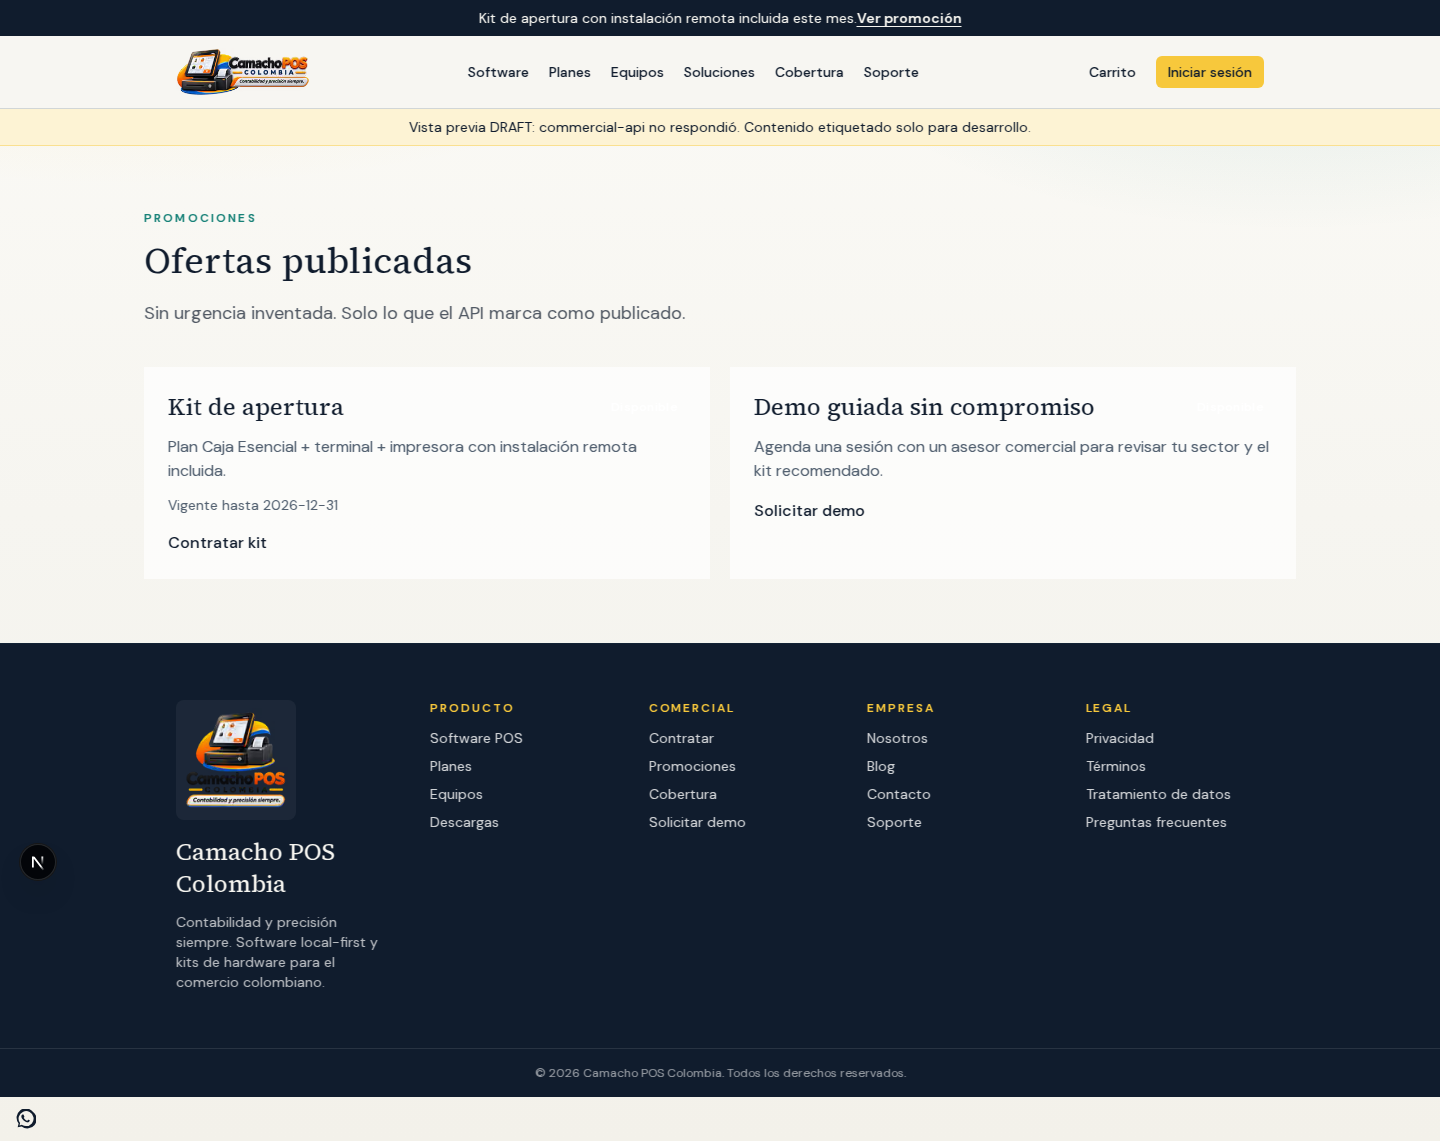 Kit de apertura con instalación remota incluida este mes.Ver promoción
CamachoPOS
COLOMBIA
Contabilidad y precisión siempre.
Software Planes Equipos Soluciones Cobertura Soporte
Carrito Iniciar sesión
Vista previa DRAFT: commercial-api no respondió. Contenido etiquetado solo para desarrollo.
PROMOCIONES
Ofertas publicadas
Sin urgencia inventada. Solo lo que el API marca como publicado.
Kit de apertura
Plan Caja Esencial + terminal + impresora con instalación remota
incluida.
Vigente hasta 2026-12-31
Contratar kit
Demo guiada sin compromiso
Agenda una sesión con un asesor comercial para revisar tu sector y el
kit recomendado.
Solicitar demo
CamachoPOS
COLOMBIA
Contabilidad y precisión siempre.
Camacho POS
Colombia
Contabilidad y precisión
siempre. Software local-first y
kits de hardware para el
comercio colombiano.
PRODUCTO
Software POS
Planes
Equipos
Descargas
COMERCIAL
Contratar
Promociones
Cobertura
Solicitar demo
EMPRESA
Nosotros
Blog
Contacto
Soporte
LEGAL
Privacidad
Términos
Tratamiento de datos
Preguntas frecuentes
N
© 2026 Camacho POS Colombia. Todos los derechos reservados.